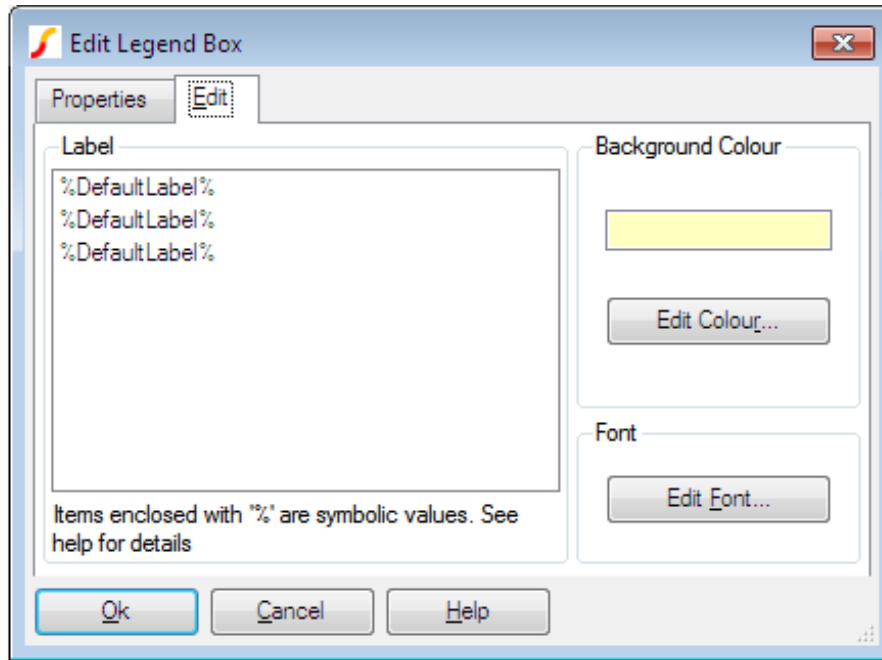 Edit Legend Box
Properties
Edit
Label
%DefaultLabel%
%DefaultLabel%
%DefaultLabel%
Items enclosed with '%' are symbolic values. See
help for details
Background Colour
Edit Colour...
Font
Edit Font...
Ok
Cancel
Help